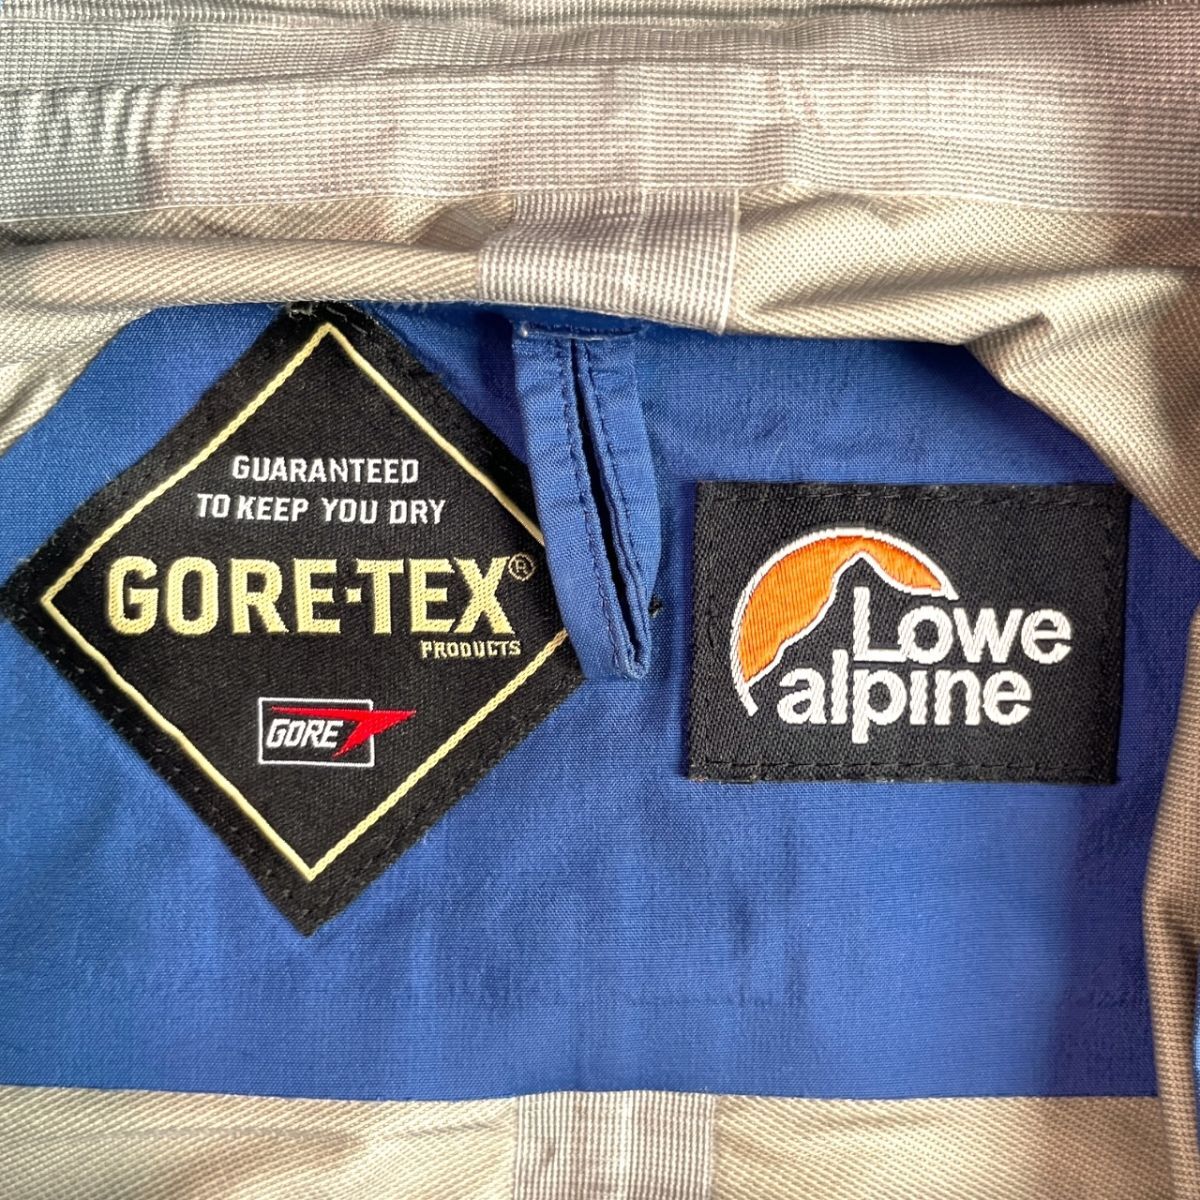 GUARANTEED
TO KEEP YOU DRY
GORE-TEX®
PRODUCTS
GORE
Lowe
alpine